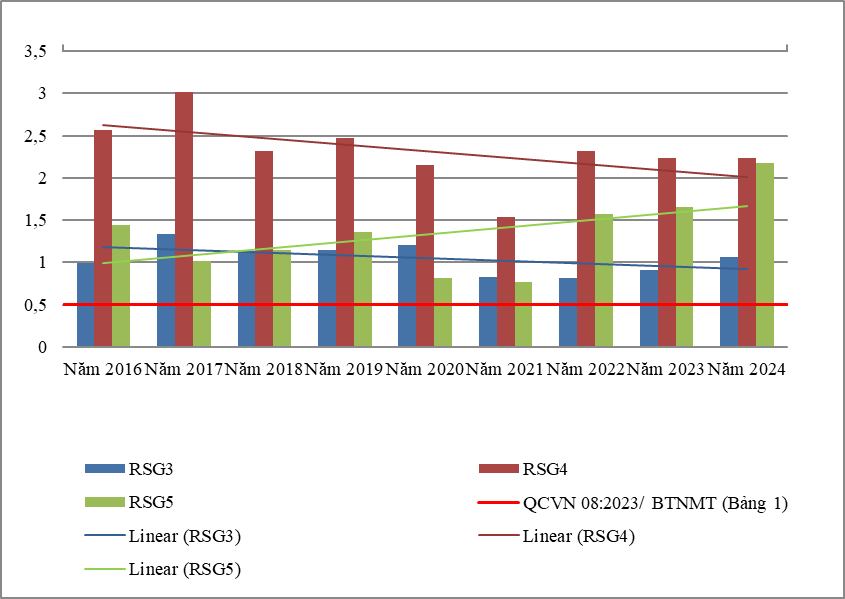 3,5
3
2,5
2
1,5
1
0,5
0
Năm 2016 Năm 2017 Năm 2018 Năm 2019 Năm 2020 Năm 2021 Năm 2022 Năm 2023 Năm 2024
RSG3 RSG4
RSG5 QCVN 08:2023/ BTNMT (Bảng 1)
Linear (RSG3) Linear (RSG4)
Linear (RSG5)